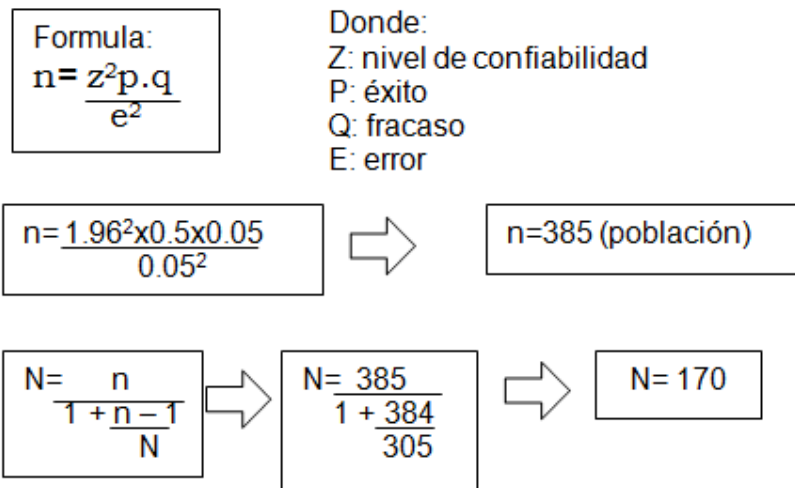 Formula:
n= z²p.q
e²
Donde:
Z: nivel de confiabilidad
P: éxito
Q: fracaso
E: error
n= 1.96²x0.5x0.05
0.05²
n=385 (población)
N= n
1 + n – 1
N
N= 385
1 + 384
305
N= 170